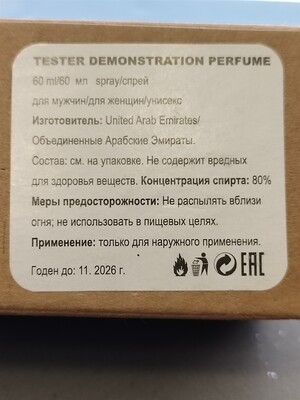 TESTER DEMONSTRATION PERFUME
60 ml/60 мл spray/спрей
для мужчин/для женщин/унисекс
Изготовитель: United Arab Emirates/
Объединенные Арабские Эмираты.
Состав: см. на упаковке. Не содержит вредных
для здоровья веществ. Концентрация спирта: 80%
Меры предосторожности: Не распылять вблизи
огня; не использовать в пищевых целях.
Применение: только для наружного применения.
Годен до: 11. 2026 г.
EAC